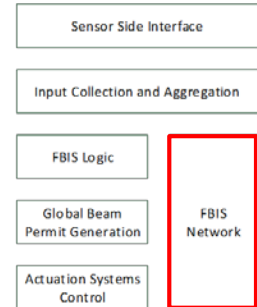 Sensor Side Interface
Input Collection and Aggregation
FBIS Logic
Global Beam
Permit Generation
FBIS
Network
Actuation Systems
Control